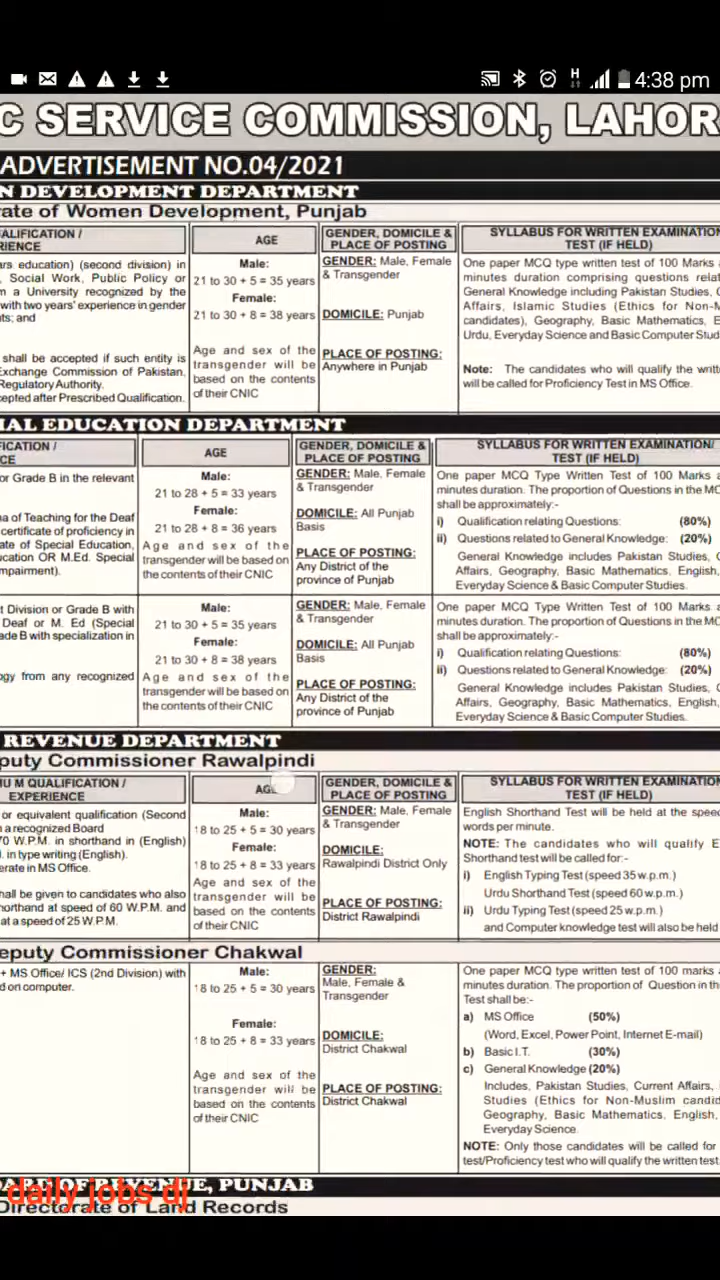 4:38 pm
C SERVICE COMMISSION, LAHOR
ADVERTISEMENT NO.04/2021
N DEVELOPMENT DEPARTMENT
rate of Women Development, Punjab
ALIFICATION /
RIENCE
AGE
GENDER, DOMICILE &
PLACE OF POSTING
SYLLABUS FOR WRITTEN EXAMINATION
TEST (IF HELD)
ars education) (second division) in
, Social Work, Public Policy or
m a University recognized by the
with two years' experience in gender
ts; and
shall be accepted if such entity is
Exchange Commission of Pakistan.
Regulatory Authority.
cepted after Prescribed Qualification.
Male:
21 to 30 + 5 = 35 years
Female:
21 to 30 + 8 = 38 years
Age and sex of the
transgender will be
based on the contents
of their CNIC
GENDER: Male, Female
& Transgender
DOMICILE: Punjab
PLACE OF POSTING:
Anywhere in Punjab
One paper MCQ type written test of 100 Marks
minutes duration comprising questions relat
General Knowledge including Pakistan Studies, C
Affairs, Islamic Studies (Ethics for Non-M
candidates), Geography, Basic Mathematics, E
Urdu, Everyday Science and Basic Computer Stud
Note: The candidates who will qualify the writt
will be called for Proficiency Test in MS Office.
IAL EDUCATION DEPARTMENT
FICATION /
CE
AGE
GENDER, DOMICILE &
PLACE OF POSTING
SYLLABUS FOR WRITTEN EXAMINATION/
TEST (IF HELD)
or Grade B in the relevant
na of Teaching for the Deaf
certificate of proficiency in
ate of Special Education,
ucation OR M.Ed. Special
mpairment).
Male:
21 to 28 + 5 = 33 years
Female:
21 to 28 + 8 = 36 years
Age and sex of the
transgender will be based on
the contents of their CNIC
GENDER: Male, Female
& Transgender
DOMICILE: All Punjab
Basis
PLACE OF POSTING:
Any District of the
province of Punjab
One paper MCQ Type Written Test of 100 Marks a
minutes duration. The proportion of Questions in the MC
shall be approximately:-
i) Qualification relating Questions: (80%)
ii) Questions related to General Knowledge: (20%)
General Knowledge includes Pakistan Studies, C
Affairs, Geography, Basic Mathematics, English,
Everyday Science & Basic Computer Studies.
t Division or Grade B with
Deaf or M. Ed (Special
ade B with specialization in
ogy from any recognized
Male:
21 to 30 + 5 = 35 years
Female:
21 to 30 + 8 = 38 years
Age and sex of the
transgender will be based on
the contents of their CNIC
GENDER: Male, Female
& Transgender
DOMICILE: All Punjab
Basis
PLACE OF POSTING:
Any District of the
province of Punjab
One paper MCQ Type Written Test of 100 Marks a
minutes duration. The proportion of Questions in the MC
shall be approximately:-
i) Qualification relating Questions: (80%)
ii) Questions related to General Knowledge: (20%)
General Knowledge includes Pakistan Studies, C
Affairs, Geography, Basic Mathematics, English,
Everyday Science & Basic Computer Studies.
REVENUE DEPARTMENT
puty Commissioner Rawalpindi
U M QUALIFICATION /
EXPERIENCE
AGE
GENDER, DOMICILE &
PLACE OF POSTING
SYLLABUS FOR WRITTEN EXAMINATION
TEST (IF HELD)
or equivalent qualification (Second
a recognized Board
70 W.P.M. in shorthand in (English)
. in type writing (English).
erate in MS Office.
hall be given to candidates who also
horthand at speed of 60 W.P.M. and
at a speed of 25 W.P.M.
Male:
18 to 25 + 5 = 30 years
Female:
18 to 25 + 8 = 33 years
Age and sex of the
transgender will be
based on the contents
of their CNIC
GENDER: Male, Female
& Transgender
DOMICILE:
Rawalpindi District Only
PLACE OF POSTING:
District Rawalpindi
English Shorthand Test will be held at the speed
words per minute.
NOTE: The candidates who will qualify E
Shorthand test will be called for:-
i) English Typing Test (speed 35 w.p.m.)
Urdu Shorthand Test (speed 60 w.p.m.)
ii) Urdu Typing Test (speed 25 w.p.m.)
and Computer knowledge test will also be held
eputy Commissioner Chakwal
+ MS Office/ ICS (2nd Division) with
d on computer.
Male:
18 to 25 + 5 = 30 years
Female:
18 to 25 + 8 = 33 years
Age and sex of the
transgender will be
based on the contents
of their CNIC
GENDER:
Male, Female &
Transgender
DOMICILE:
District Chakwal
PLACE OF POSTING:
District Chakwal
One paper MCQ type written test of 100 marks a
minutes duration. The proportion of Question in the
Test shall be:-
a) MS Office (50%)
(Word, Excel, Power Point, Internet E-mail)
b) Basic I.T. (30%)
c) General Knowledge (20%)
Includes, Pakistan Studies, Current Affairs, I
Studies (Ethics for Non-Muslim candid
Geography, Basic Mathematics, English,
Everyday Science.
NOTE: Only those candidates will be called for
test/Proficiency test who will qualify the written test.
daily jobs dj
OF REVENUE, PUNJAB
Directorate of Land Records